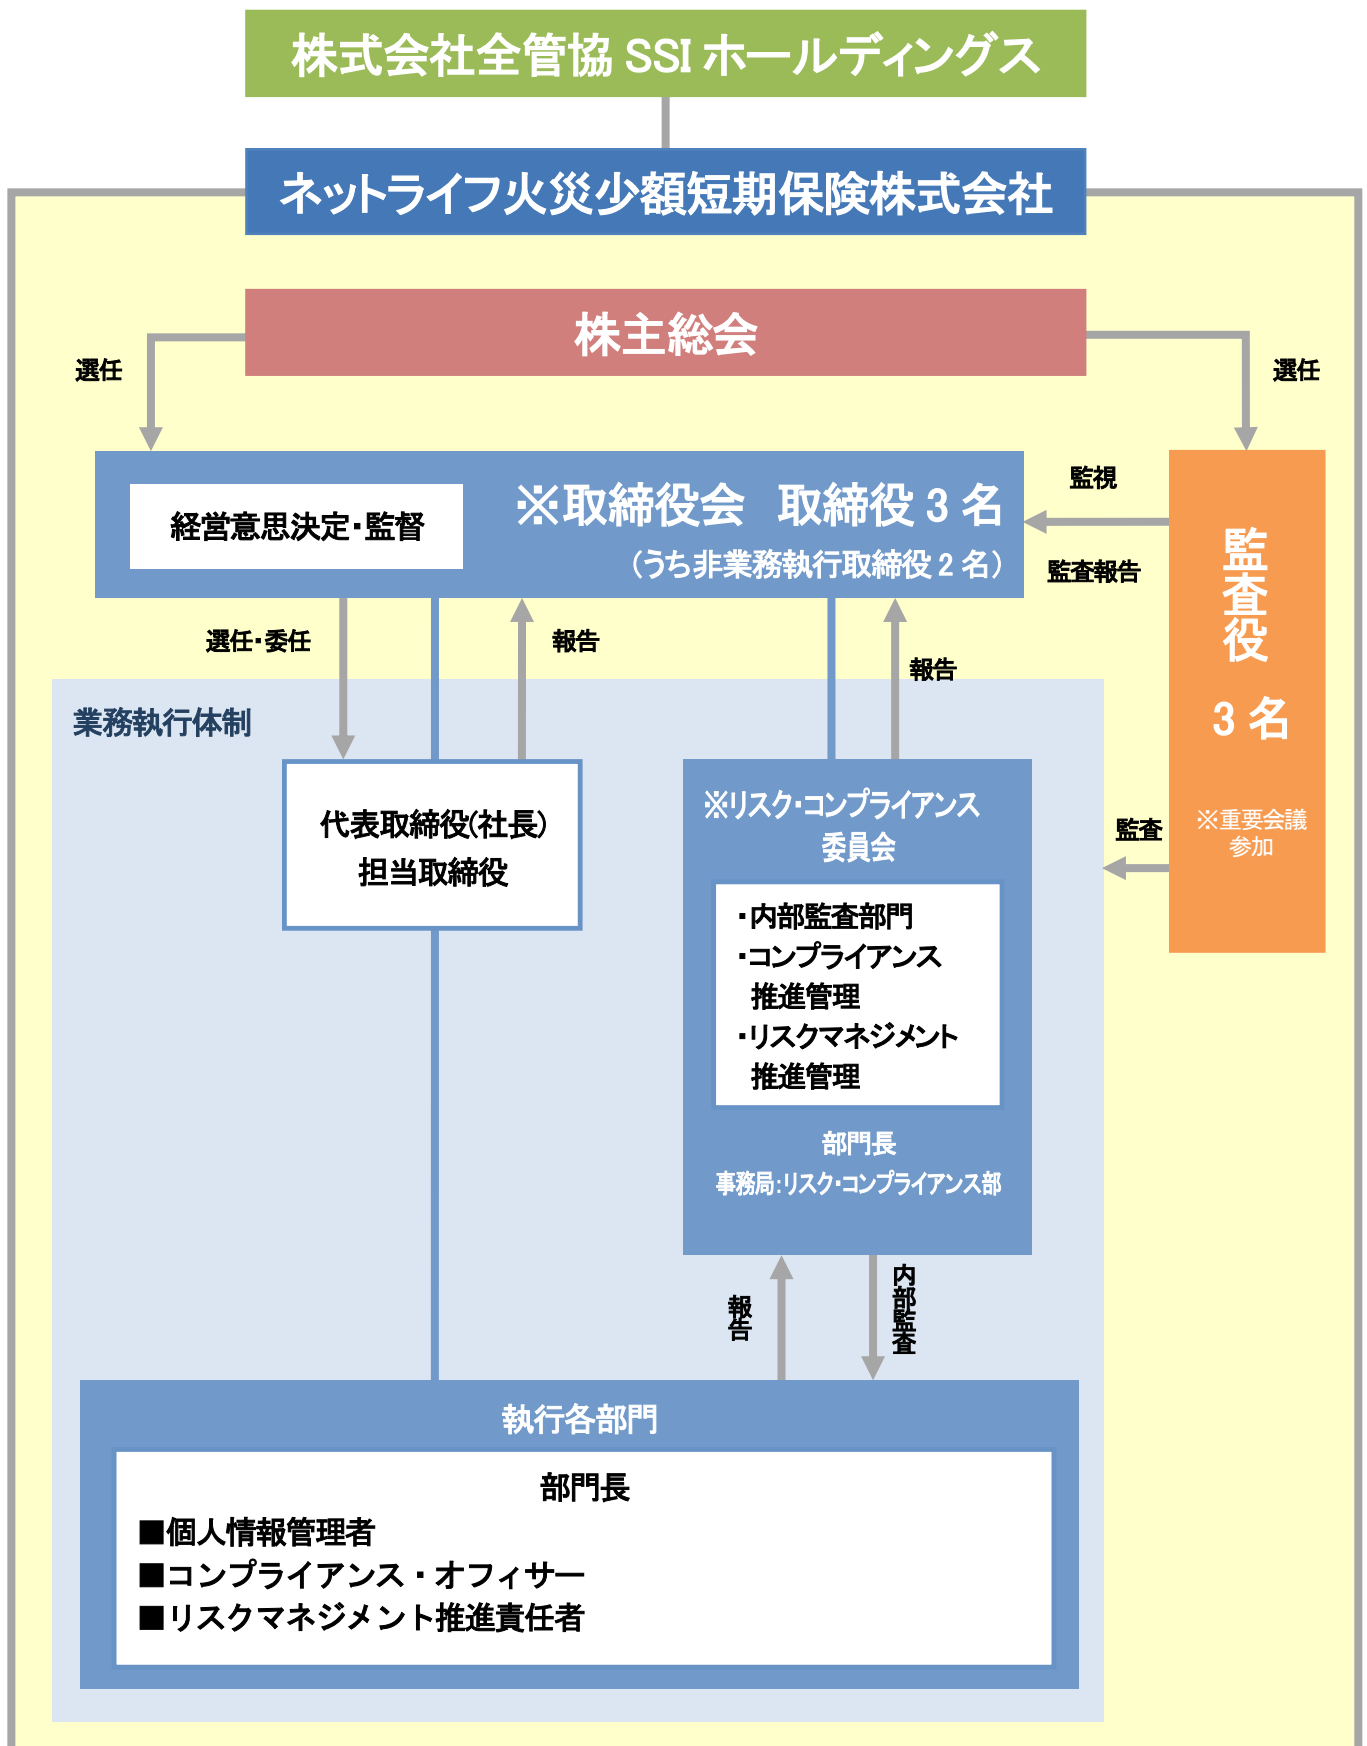 株式会社全管協 SSI ホールディングス
ネットライフ火災少額短期保険株式会社
株主総会
選任
選任
経営意思決定・監督
※取締役会　取締役 3 名
（うち非業務執行取締役 2 名）
監視
監査報告
監査役
3 名
※重要会議
参加
選任・委任
報告
報告
業務執行体制
代表取締役(社長)
担当取締役
※リスク・コンプライアンス
委員会
・内部監査部門
・コンプライアンス
推進管理
・リスクマネジメント
推進管理
部門長
事務局：リスク・コンプライアンス部
監査
報告
内部監査
執行各部門
部門長
■個人情報管理者
■コンプライアンス・オフィサー
■リスクマネジメント推進責任者